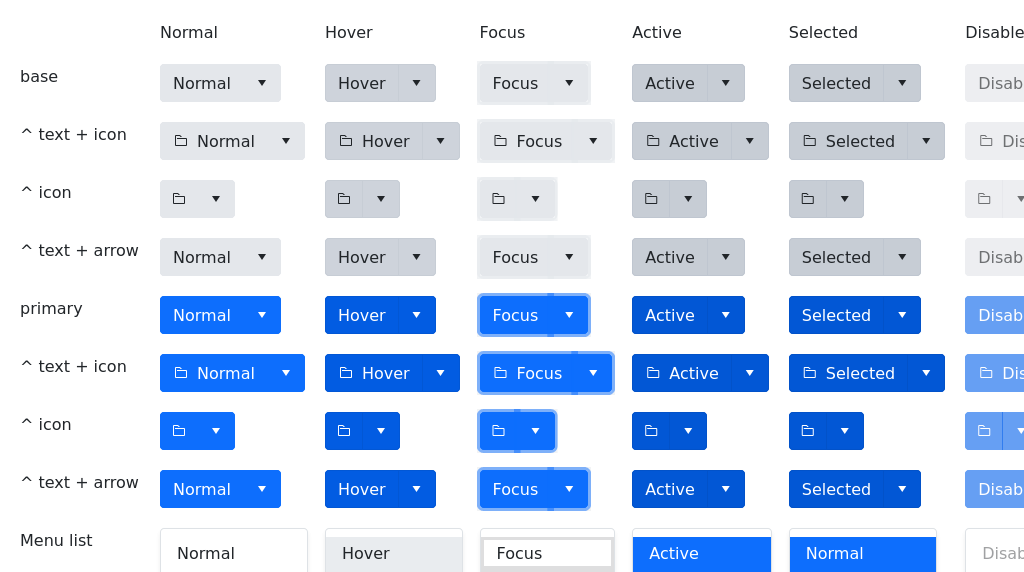 Normal Hover Focus Active Selected Disable
base Normal Hover Focus Active Selected Disab
^ text + icon Normal Hover Focus Active Selected Dis
^ icon
^ text + arrow Normal Hover Focus Active Selected Disab
primary Normal Hover Focus Active Selected Disab
^ text + icon Normal Hover Focus Active Selected Dis
^ icon
^ text + arrow Normal Hover Focus Active Selected Disab
Menu list Normal Hover Focus Active Normal Disab